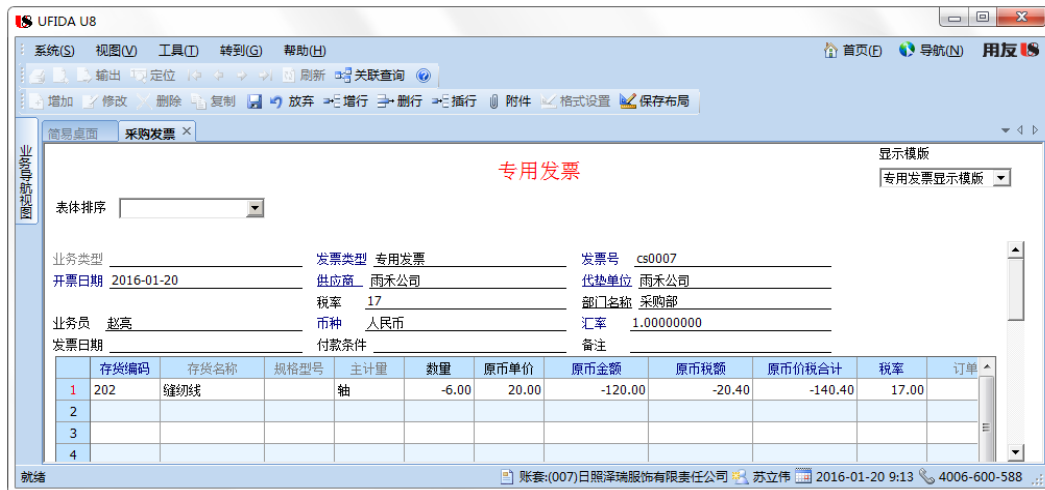 UFIDA U8
系统(S) 视图(V) 工具(T) 转到(G) 帮助(H) 首页(F) 导航(N) 用友
输出 定位 刷新 关联查询
增加 修改 删除 复制 放弃 增行 删行 插行 附件 格式设置 保存布局
简易桌面 采购发票
业务导航视图
专用发票
显示模版
专用发票显示模版
表体排序
业务类型 发票类型 专用发票 发票号 cs0007
开票日期 2016-01-20 供应商 雨禾公司 代垫单位 雨禾公司
税率 17 部门名称 采购部
业务员 赵亮 币种 人民币 汇率 1.00000000
发票日期 付款条件 备注
存货编码 存货名称 规格型号 主计量 数量 原币单价 原币金额 原币税额 原币价税合计 税率 订单
1 202 缝纫线 轴 -6.00 20.00 -120.00 -20.40 -140.40 17.00
2
3
4
就绪 账套:(007)日照泽瑞服饰有限责任公司 苏立伟 2016-01-20 9:13 4006-600-588